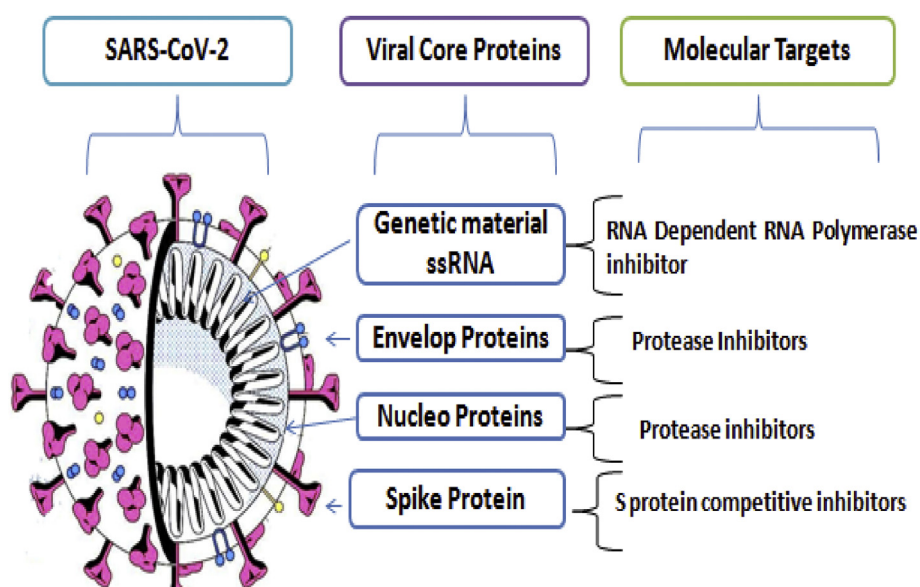 SARS-CoV-2
Viral Core Proteins
Molecular Targets
Genetic material
ssRNA
RNA Dependent RNA Polymerase
inhibitor
Envelop Proteins
Protease Inhibitors
Nucleo Proteins
Protease inhibitors
Spike Protein
S protein competitive inhibitors